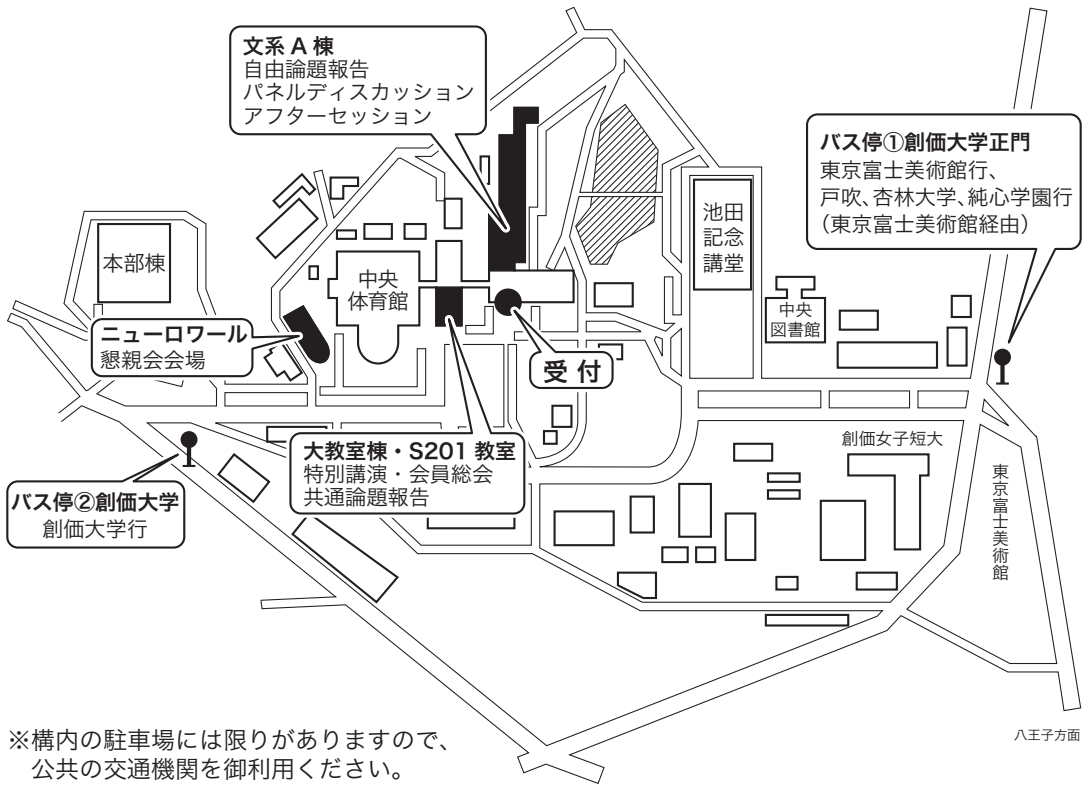 文系A棟
自由論題報告
パネルディスカッション
アフターセッション
バス停①創価大学正門
東京富士美術館行、
戸吹、杏林大学、純心学園行
（東京富士美術館経由）
池田
記念
講堂
本部棟
中央
体育館
中央
図書館
ニューロワール
懇親会会場
受付
大教室棟・S201教室
特別講演・会員総会
共通論題報告
創価女子短大
東京富士美術館
バス停②創価大学
創価大学行
八王子方面
※構内の駐車場には限りがありますので、
公共の交通機関を御利用ください。